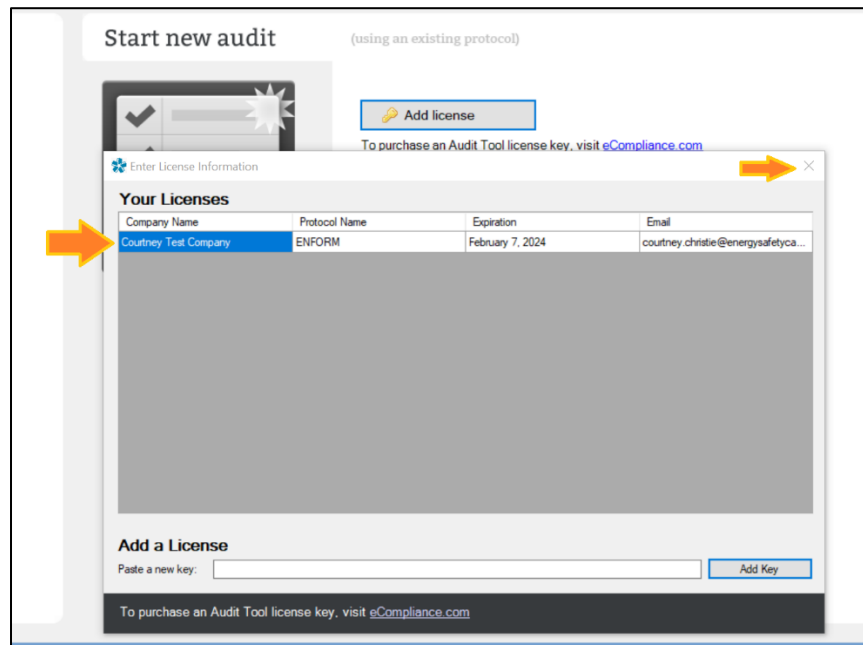 Start new audit (using an existing protocol)
Add license
To purchase an Audit Tool license key, visit eCompliance.com
Enter License Information
Your Licenses
Company Name Protocol Name Expiration Email
Courtney Test Company ENFORM February 7, 2024 courtney.christie@energysafetyca...
Add a License
Paste a new key: Add Key
To purchase an Audit Tool license key, visit eCompliance.com